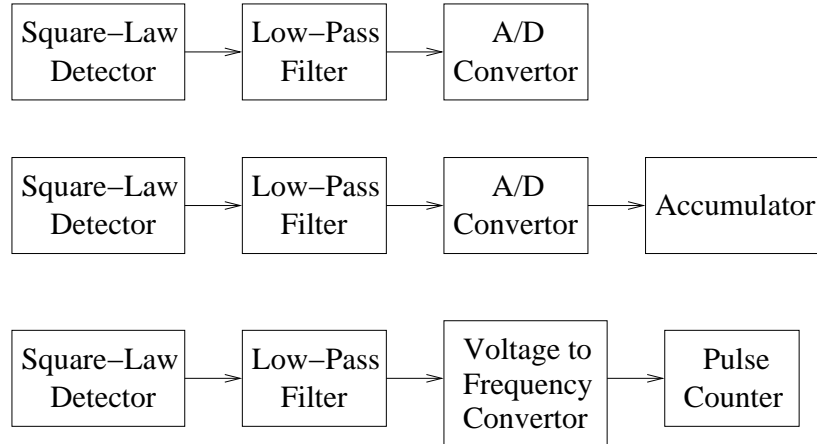 Square–Law
Detector
Low–Pass
Filter
A/D
Convertor
Square–Law
Detector
Low–Pass
Filter
A/D
Convertor
Accumulator
Square–Law
Detector
Low–Pass
Filter
Voltage to
Frequency
Convertor
Pulse
Counter